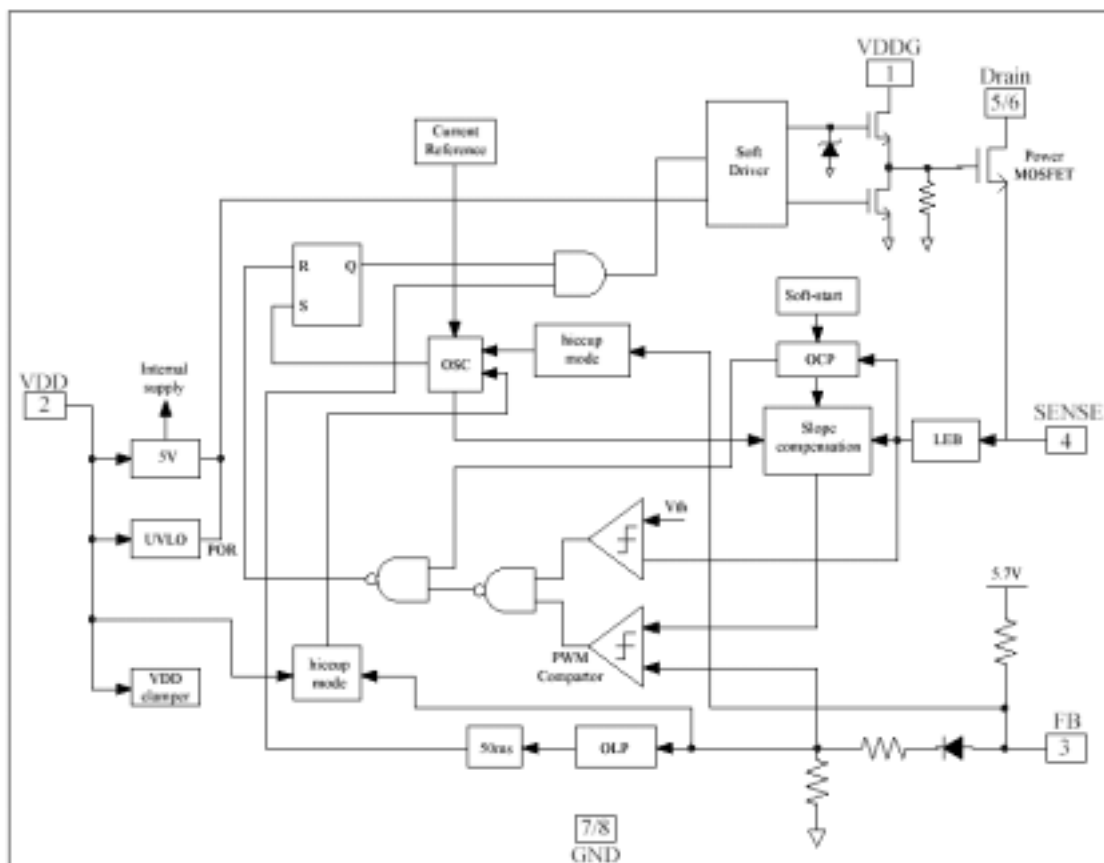 VDDG
1
Drain
5/6
Power
MOSFET
Current
Reference
Soft
Driver
R Q
S
Soft-start
OSC
hiccup
mode
OCP
VDD
2
Internal
supply
SENSE
4
Slope
compensation
LEB
5V
Vth
UVLO
POR
5.7V
hiccup
mode
PWM
Compartor
VDD
clamper
FB
3
50ms
OLP
7/8
GND